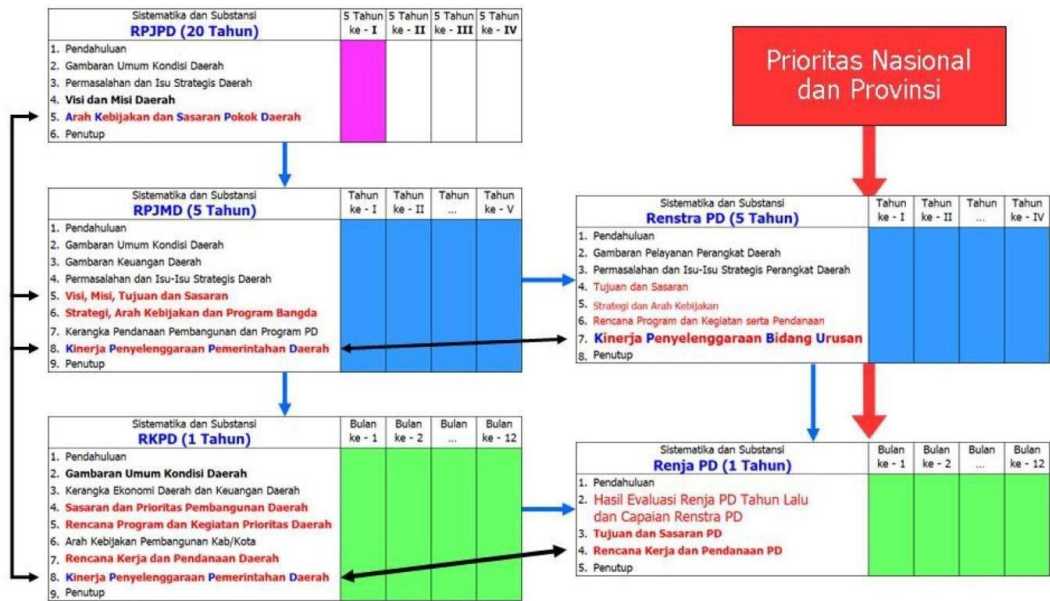 Sistematika dan Substansi
RPJPD (20 Tahun)
5 Tahun ke - I
5 Tahun ke - II
5 Tahun ke - III
5 Tahun ke - IV
1. Pendahuluan
2. Gambaran Umum Kondisi Daerah
3. Permasalahan dan Isu Strategis Daerah
4. Visi dan Misi Daerah
5. Arah Kebijakan dan Sasaran Pokok Daerah
6. Penutup
Prioritas Nasional
dan Provinsi
Sistematika dan Substansi
RPJMD (5 Tahun)
Tahun ke - I
Tahun ke - II
Tahun ...
Tahun ke - V
1. Pendahuluan
2. Gambaran Umum Kondisi Daerah
3. Gambaran Keuangan Daerah
4. Permasalahan dan Isu-Isu Strategis Daerah
5. Visi, Misi, Tujuan dan Sasaran
6. Strategi, Arah Kebijakan dan Program Bangda
7. Kerangka Pendanaan Pembangunan dan Program PD
8. Kinerja Penyelenggaraan Pemerintahan Daerah
9. Penutup
Sistematika dan Substansi
Renstra PD (5 Tahun)
Tahun ke - I
Tahun ke - II
Tahun ...
Tahun ke - IV
1. Pendahuluan
2. Gambaran Pelayanan Perangkat Daerah
3. Permasalahan dan Isu-Isu Strategis Perangkat Daerah
4. Tujuan dan Sasaran
5. Strategi dan Arah Kebijakan
6. Rencana Program dan Kegiatan serta Pendanaan
7. Kinerja Penyelenggaraan Bidang Urusan
8. Penutup
Sistematika dan Substansi
RKPD (1 Tahun)
Bulan ke - 1
Bulan ke - 2
Bulan ...
Bulan ke - 12
1. Pendahuluan
2. Gambaran Umum Kondisi Daerah
3. Kerangka Ekonomi Daerah dan Keuangan Daerah
4. Sasaran dan Prioritas Pembangunan Daerah
5. Rencana Program dan Kegiatan Prioritas Daerah
6. Arah Kebijakan Pembangunan Kab/Kota
7. Rencana Kerja dan Pendanaan Daerah
8. Kinerja Penyelenggaraan Pemerintahan Daerah
9. Penutup
Sistematika dan Substansi
Renja PD (1 Tahun)
Bulan ke - 1
Bulan ke - 2
Bulan ...
Bulan ke - 12
1. Pendahuluan
2. Hasil Evaluasi Renja PD Tahun Lalu
dan Capaian Renstra PD
3. Tujuan dan Sasaran PD
4. Rencana Kerja dan Pendanaan PD
5. Penutup